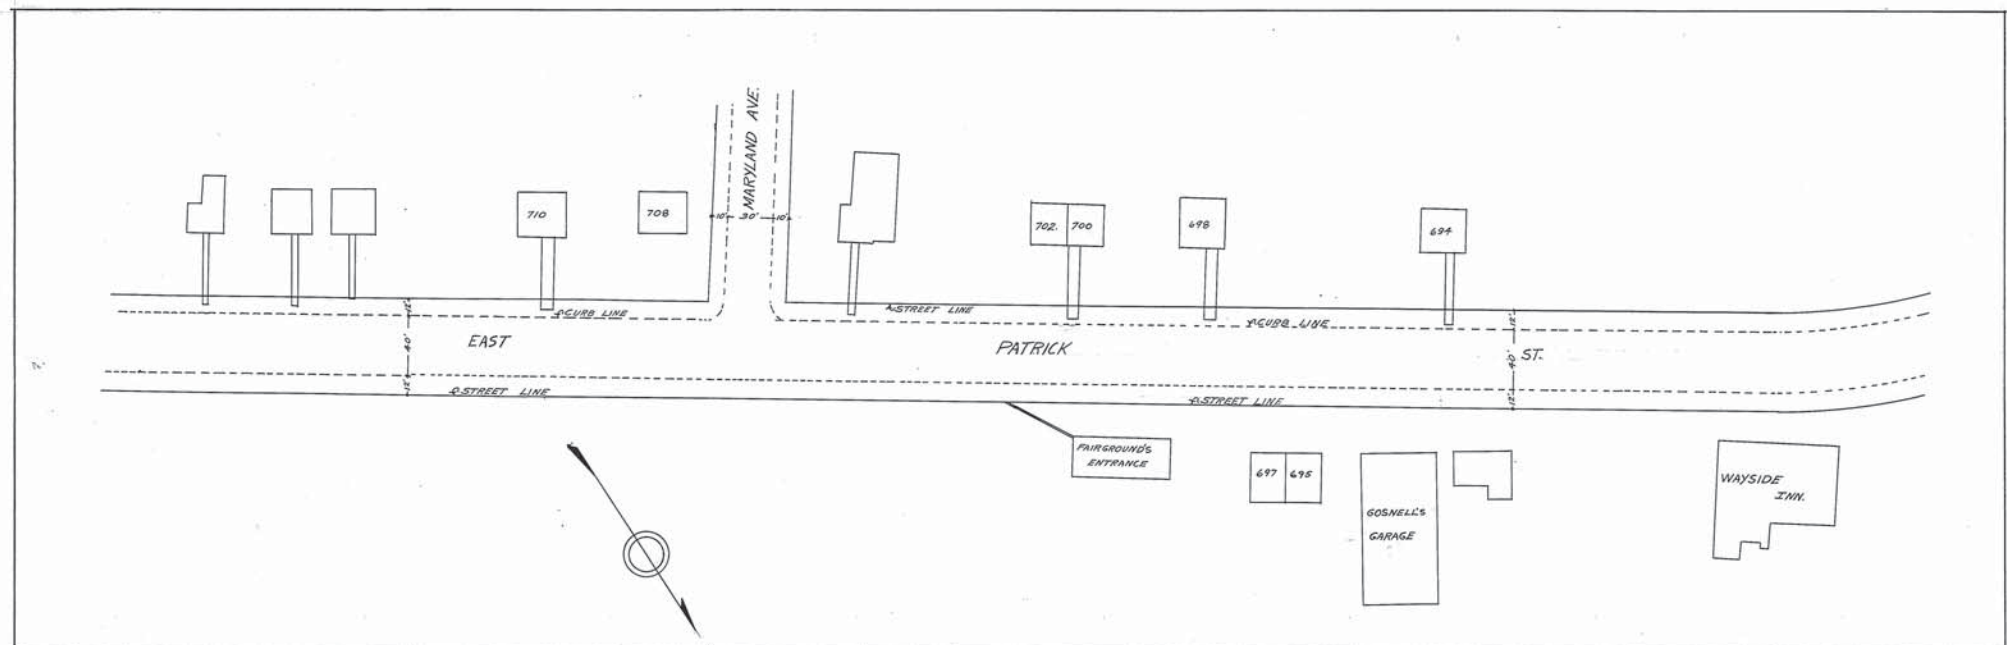 MARYLAND AVE.
10' 30' 10'
710
708
702. 700
698
694
12'
40'
12'
CURB LINE
STREET LINE
CURB LINE
12'
40'
12'
EAST PATRICK ST.
STREET LINE
STREET LINE
FAIRGROUND'S
ENTRANCE
697 695
GOSNELL'S
GARAGE
WAYSIDE
INN.